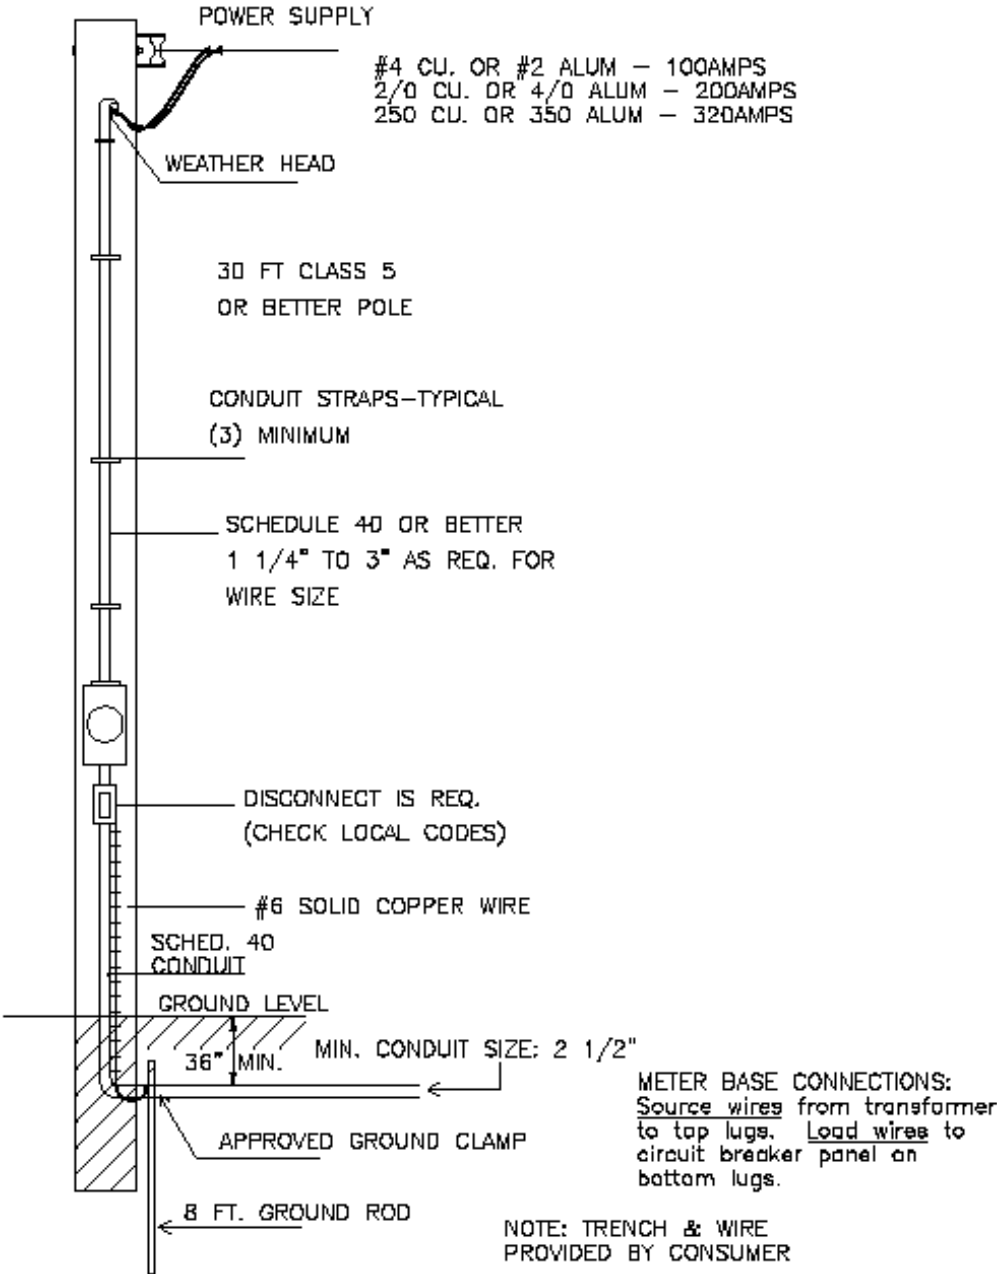 POWER SUPPLY
#4 CU. OR #2 ALUM – 100AMPS
2/0 CU. OR 4/0 ALUM – 200AMPS
250 CU. OR 350 ALUM – 320AMPS
WEATHER HEAD
30 FT CLASS 5
OR BETTER POLE
CONDUIT STRAPS–TYPICAL
(3) MINIMUM
SCHEDULE 40 OR BETTER
1 1/4" TO 3" AS REQ. FOR
WIRE SIZE
DISCONNECT IS REQ.
(CHECK LOCAL CODES)
#6 SOLID COPPER WIRE
SCHED. 40
CONDUIT
GROUND LEVEL
36" MIN.
MIN. CONDUIT SIZE: 2 1/2"
METER BASE CONNECTIONS:
Source wires from transformer
to top lugs. Load wires to
circuit breaker panel on
bottom lugs.
APPROVED GROUND CLAMP
8 FT. GROUND ROD
NOTE: TRENCH & WIRE
PROVIDED BY CONSUMER